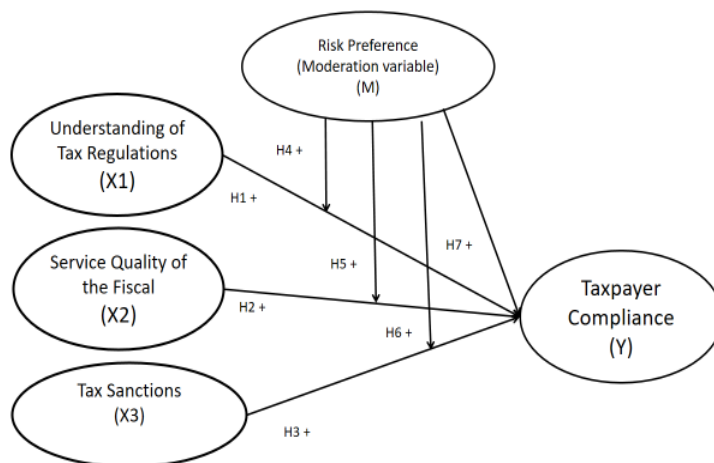 Risk Preference
(Moderation variable)
(M)
Understanding of
Tax Regulations
(X1)
H4 +
H1 +
Service Quality of
the Fiscal
(X2)
H5 +
H7 +
H2 +
H6 +
Taxpayer
Compliance
(Y)
Tax Sanctions
(X3)
H3 +